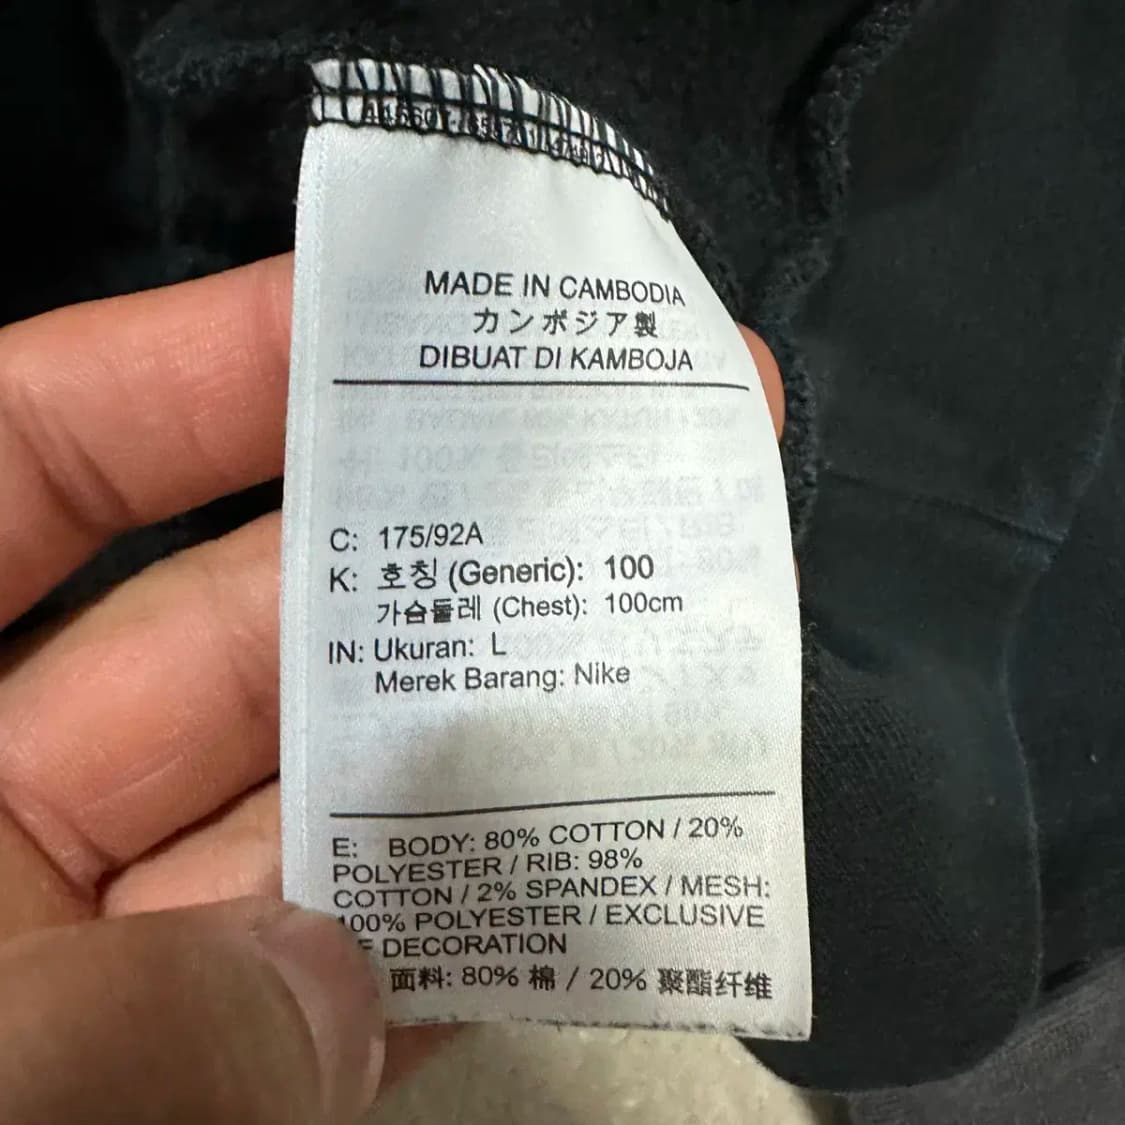 MADE IN CAMBODIA
カンボジア製
DIBUAT DI KAMBOJA
C: 175/92A
K: 호칭 (Generic): 100
가슴둘레 (Chest): 100cm
IN: Ukuran: L
Merek Barang: Nike
E: BODY: 80% COTTON / 20%
POLYESTER / RIB: 98%
COTTON / 2% SPANDEX / MESH:
100% POLYESTER / EXCLUSIVE
DECORATION
面料: 80% 棉 / 20% 聚酯纤维